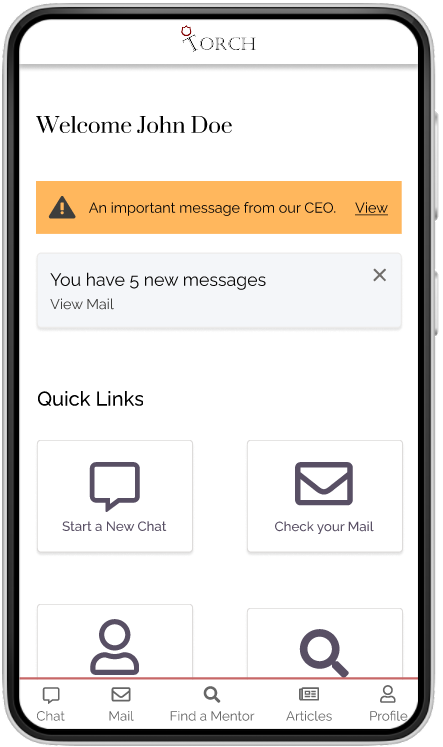 TORCH
Welcome John Doe
An important message from our CEO. View
You have 5 new messages
View Mail
Quick Links
Start a New Chat
Check your Mail
Chat
Mail
Find a Mentor
Articles
Profile